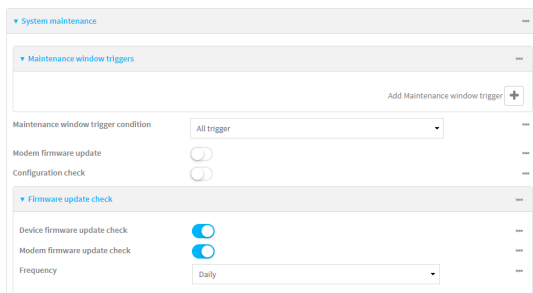 System maintenance
Maintenance window triggers
Add Maintenance window trigger
Maintenance window trigger condition
All trigger
Modem firmware update
Configuration check
Firmware update check
Device firmware update check
Modem firmware update check
Frequency
Daily